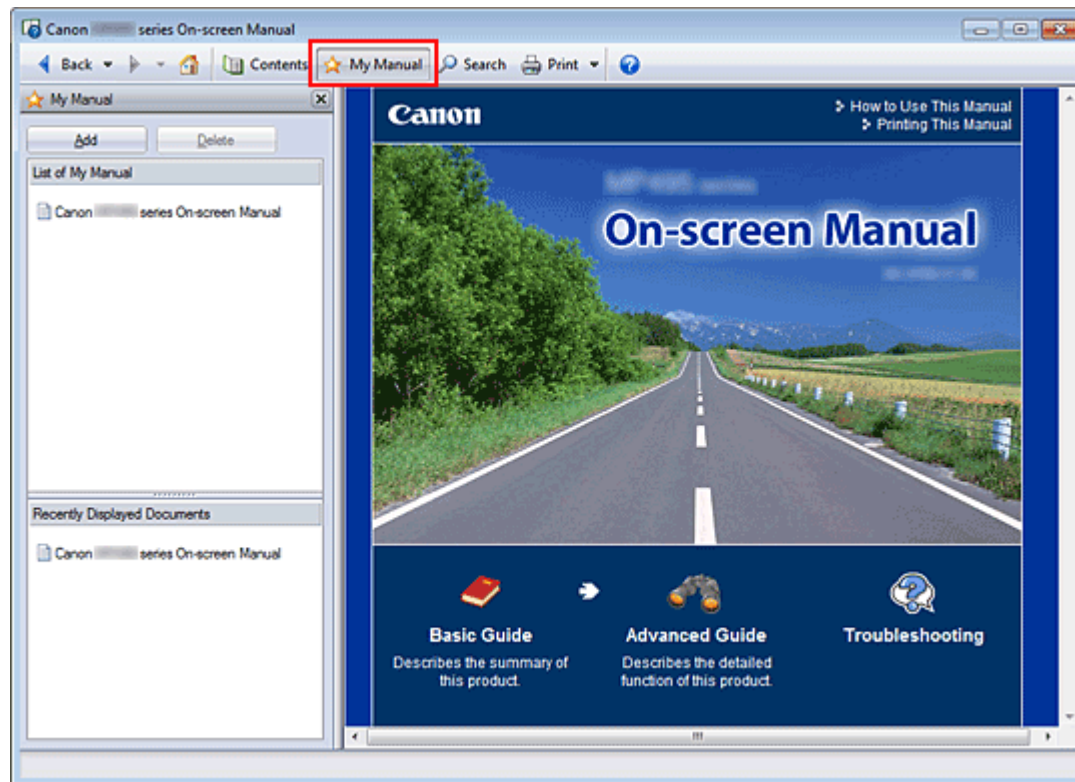 Canon series On-screen Manual
Back Contents My Manual Search Print
My Manual
Add Delete
List of My Manual
Canon series On-screen Manual
Recently Displayed Documents
Canon series On-screen Manual
Canon
How to Use This Manual
Printing This Manual
series
On-screen Manual
Basic Guide
Describes the summary of
this product.
Advanced Guide
Describes the detailed
function of this product.
Troubleshooting